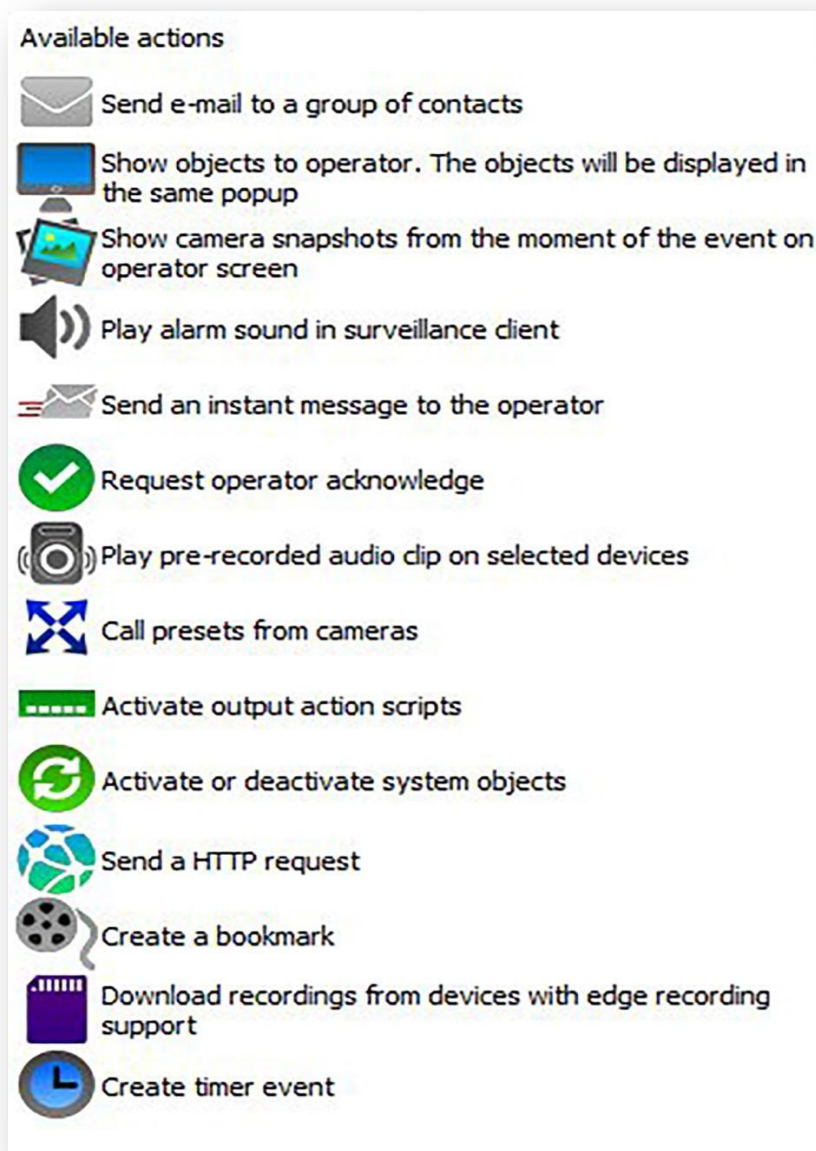 Available actions
Send e-mail to a group of contacts
Show objects to operator. The objects will be displayed in
the same popup
Show camera snapshots from the moment of the event on
operator screen
Play alarm sound in surveillance client
Send an instant message to the operator
Request operator acknowledge
Play pre-recorded audio clip on selected devices
Call presets from cameras
Activate output action scripts
Activate or deactivate system objects
Send a HTTP request
Create a bookmark
Download recordings from devices with edge recording
support
Create timer event